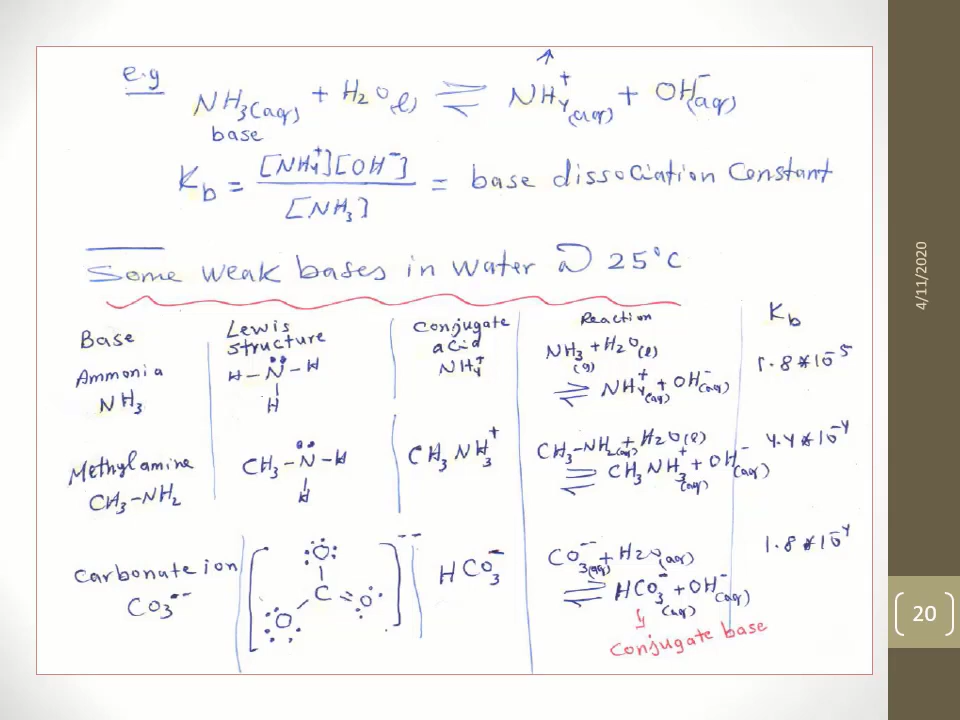 e.g
↑
NH₃(aq) + H₂O(l) ⇌ NH₄⁺(aq) + OH⁻(aq)
base
K_b = [NH₄⁺][OH⁻] / [NH₃] = base dissociation constant
Some weak bases in water @ 25°C
Base | Lewis structure | Conjugate acid | Reaction | K_b
Ammonia NH₃ | H–N̈–H H | NH₄⁺ | NH₃(g) + H₂O(l) ⇌ NH₄⁺(aq) + OH⁻(aq) | 1.8*10⁻⁵
Methylamine CH₃–NH₂ | CH₃–N̈–H H | CH₃NH₃⁺ | CH₃–NH₂(aq) + H₂O(l) ⇌ CH₃NH₃⁺(aq) + OH⁻(aq) | 4.4*10⁻⁴
Carbonate ion CO₃⁻⁻ | [O C O =O]⁻⁻ | HCO₃⁻ | CO₃⁻⁻(aq) + H₂O(aq) ⇌ HCO₃⁻(aq) + OH⁻(aq) | 1.8*10⁻⁴
Conjugate base
4/11/2020
20